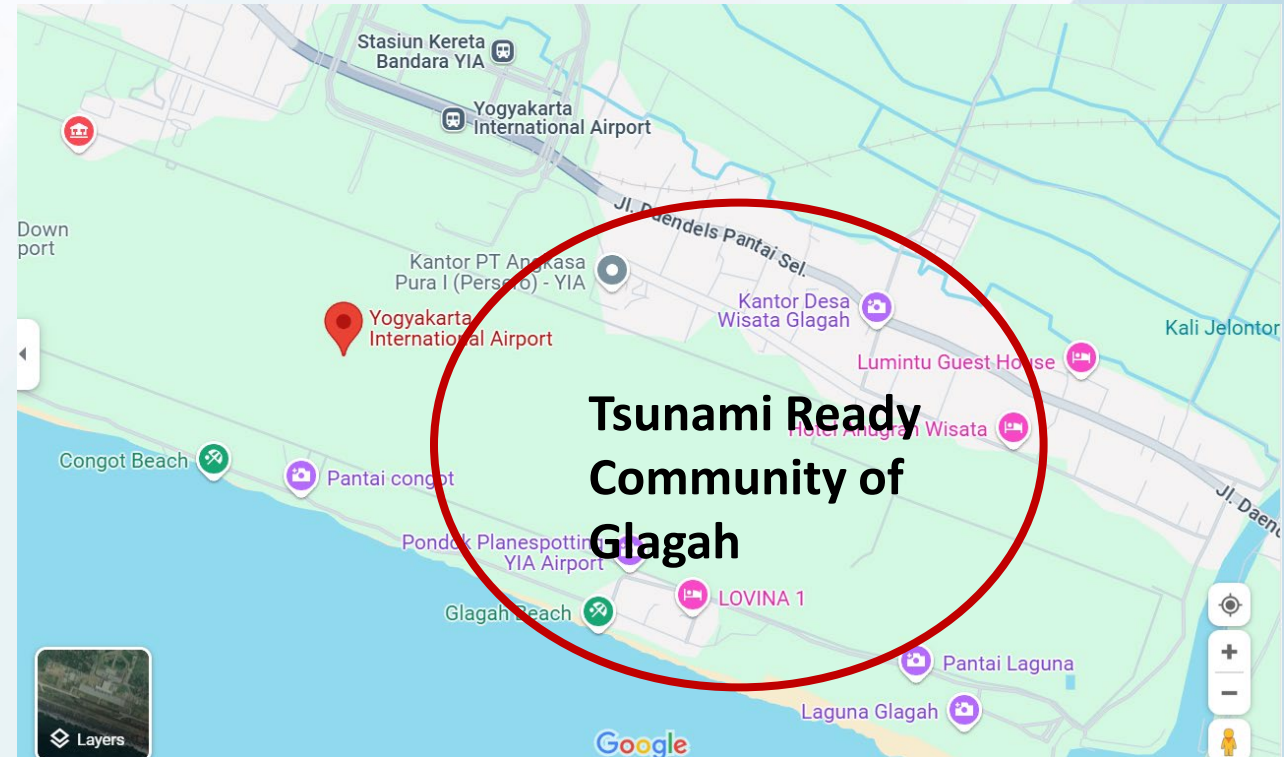 Stasiun Kereta
Bandara YIA
Yogyakarta
International Airport
Down
port
Jl. Daendels Pantai Sel.
Kantor PT Angkasa
Pura I (Persero) - YIA
Kantor Desa
Wisata Glagah
Yogyakarta
International Airport
Kali Jelontor
Lumintu Guest House
Tsunami Ready
Community of
Glagah
Hotel Anugrah Wisata
Congot Beach
Pantai congot
Jl. Daen
Pondok Planespotting
YIA Airport
LOVINA 1
Glagah Beach
Pantai Laguna
Laguna Glagah
Layers
Google